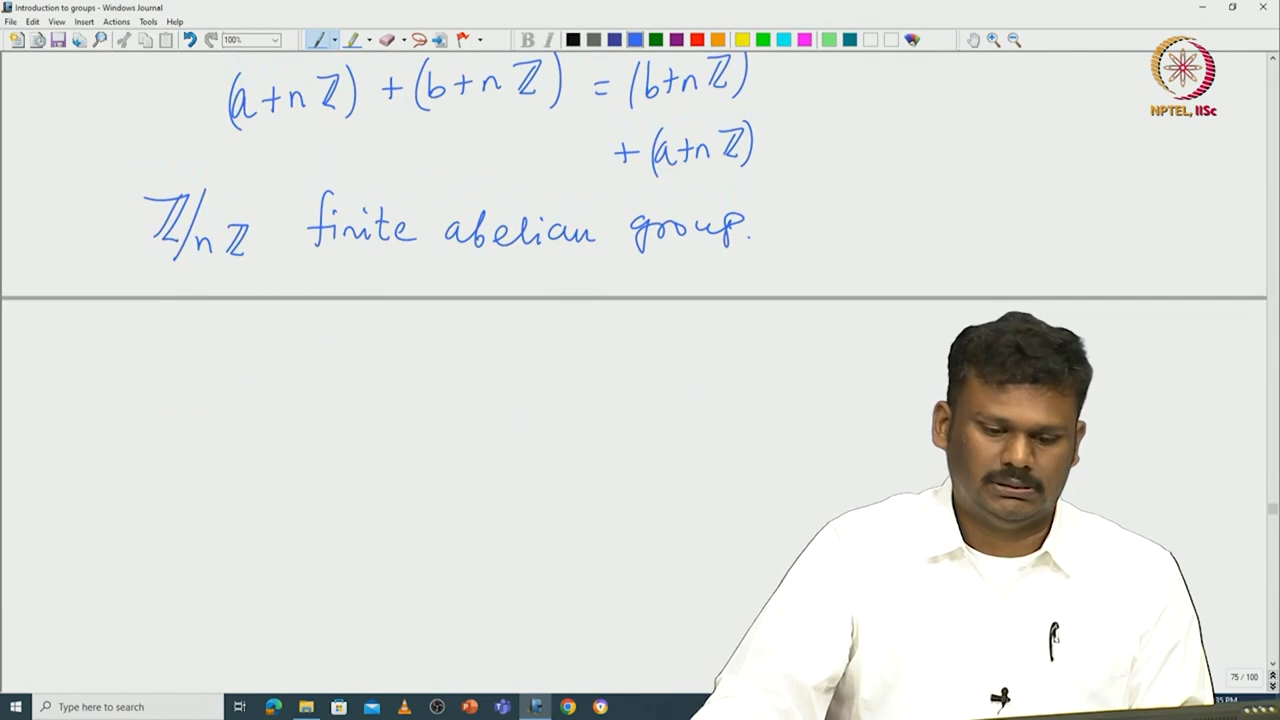 Introduction to groups - Windows Journal
File Edit View Insert Actions Tools Help
100%
B I
NPTEL, IISc
(a+nℤ) + (b+nℤ) = (b+nℤ)
+ (a+nℤ)
ℤ/nℤ finite abelian group.
75 / 100
Type here to search